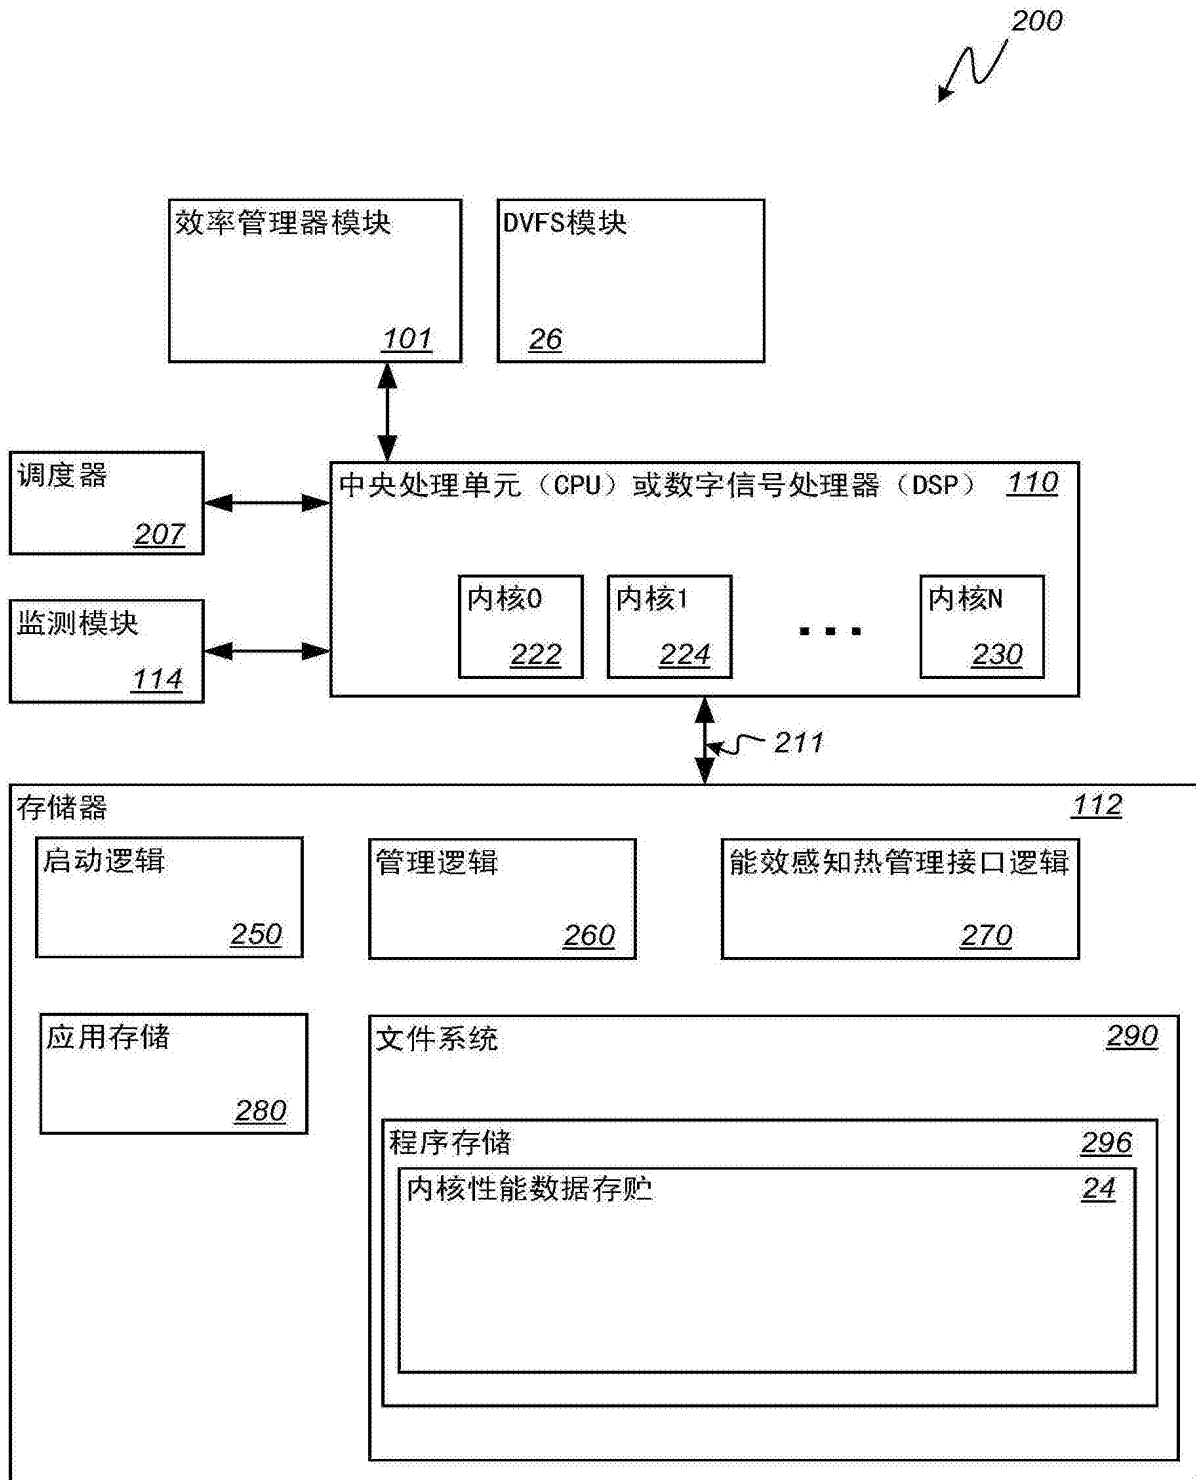 200
效率管理器模块
101
DVFS模块
26
调度器
207
监测模块
114
中央处理单元（CPU）或数字信号处理器（DSP） 110
内核0
222
内核1
224
...
内核N
230
211
存储器 112
启动逻辑
250
管理逻辑
260
能效感知热管理接口逻辑
270
应用存储
280
文件系统 290
程序存储 296
内核性能数据存贮 24